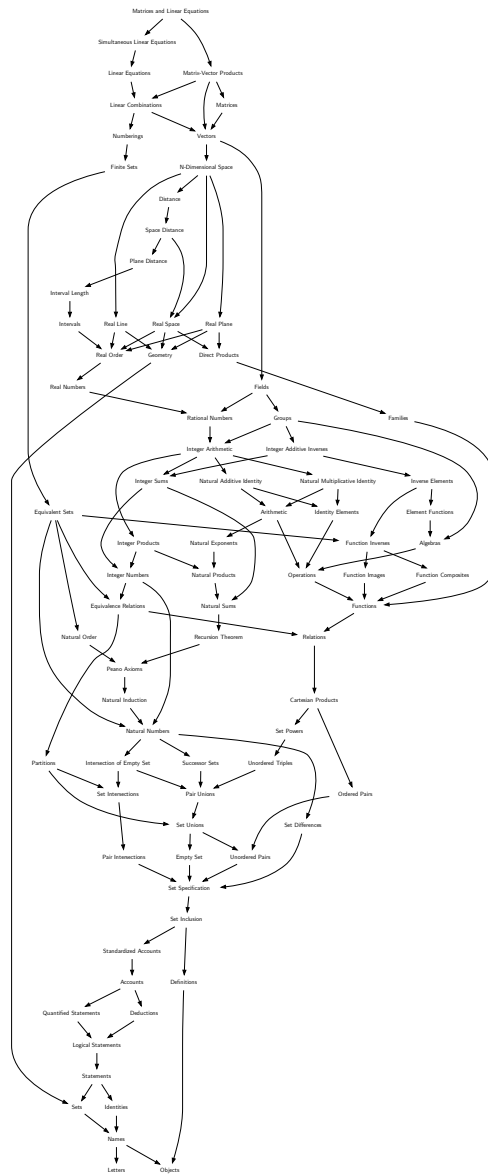 Matrices and Linear Equations
Simultaneous Linear Equations
Linear Equations Matrix-Vector Products
Linear Combinations Matrices
Numberings Vectors
Finite Sets N-Dimensional Space
Distance
Space Distance
Plane Distance
Interval Length
Intervals Real Line Real Space Real Plane
Real Order Geometry Direct Products
Real Numbers Fields
Rational Numbers Groups Families
Integer Arithmetic Integer Additive Inverses
Integer Sums Natural Additive Identity Natural Multiplicative Identity Inverse Elements
Equivalent Sets Arithmetic Identity Elements Element Functions
Integer Products Natural Exponents Function Inverses Algebras
Integer Numbers Natural Products Operations Function Images Function Composites
Equivalence Relations Natural Sums Functions
Natural Order Recursion Theorem Relations
Peano Axioms
Natural Induction Cartesian Products
Natural Numbers Set Powers
Partitions Intersection of Empty Set Successor Sets Unordered Triples
Set Intersections Pair Unions Ordered Pairs
Set Unions Set Differences
Pair Intersections Empty Set Unordered Pairs
Set Specification
Set Inclusion
Standardized Accounts
Accounts Definitions
Quantified Statements Deductions
Logical Statements
Statements
Sets Identities
Names
Letters Objects